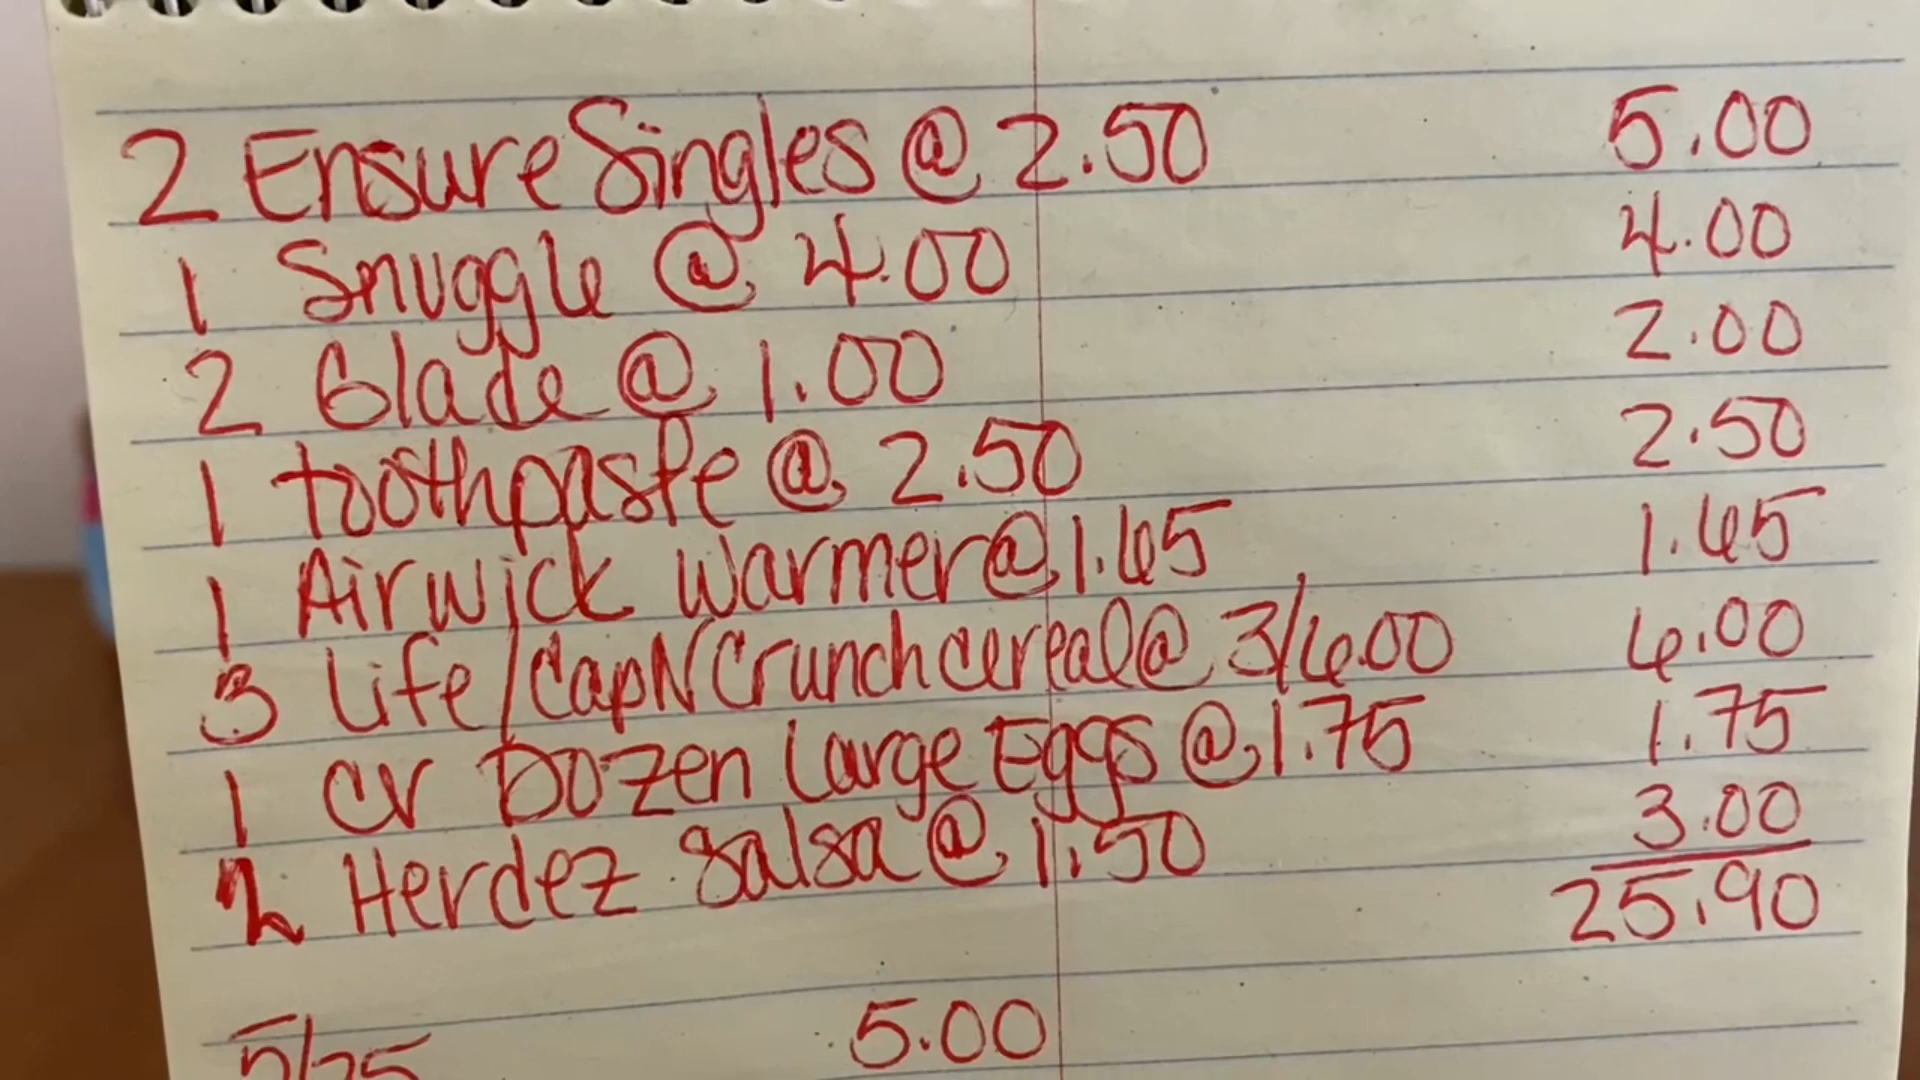 2 Ensure Singles @ 2.50 5.00
1 Snuggle @ 4.00 4.00
2 Glade @ 1.00 2.00
1 toothpaste @ 2.50 2.50
1 Airwick warmer @ 1.65 1.65
3 Life/CapNCrunch cereal @ 3/6.00 6.00
1 CV Dozen Large Eggs @ 1.75 1.75
2 Herdez salsa @ 1.50 3.00
25.90
5/25 5.00